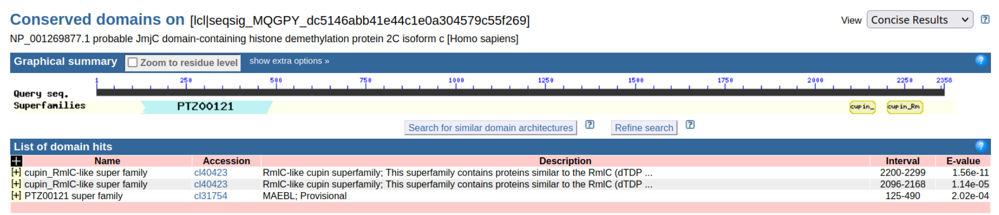 Conserved domains on [lcl|seqsig_MQGPY_dc5146abb41e44c1e0a304579c55f269] View Concise Results ?
NP_001269877.1 probable JmjC domain-containing histone demethylation protein 2C isoform c [Homo sapiens]
Graphical summary Zoom to residue level show extra options » ?
1 250 500 750 1000 1250 1500 1750 2000 2250 2358
Query seq.
Superfamilies PTZ00121 cupin_ cupin_Rm
Search for similar domain architectures ? Refine search ?
List of domain hits ?
+ Name Accession Description Interval E-value
[+] cupin_RmlC-like super family cl40423 RmlC-like cupin superfamily; This superfamily contains proteins similar to the RmlC (dTDP ... 2200-2299 1.56e-11
[+] cupin_RmlC-like super family cl40423 RmlC-like cupin superfamily; This superfamily contains proteins similar to the RmlC (dTDP ... 2096-2168 1.14e-05
[+] PTZ00121 super family cl31754 MAEBL; Provisional 125-490 2.02e-04